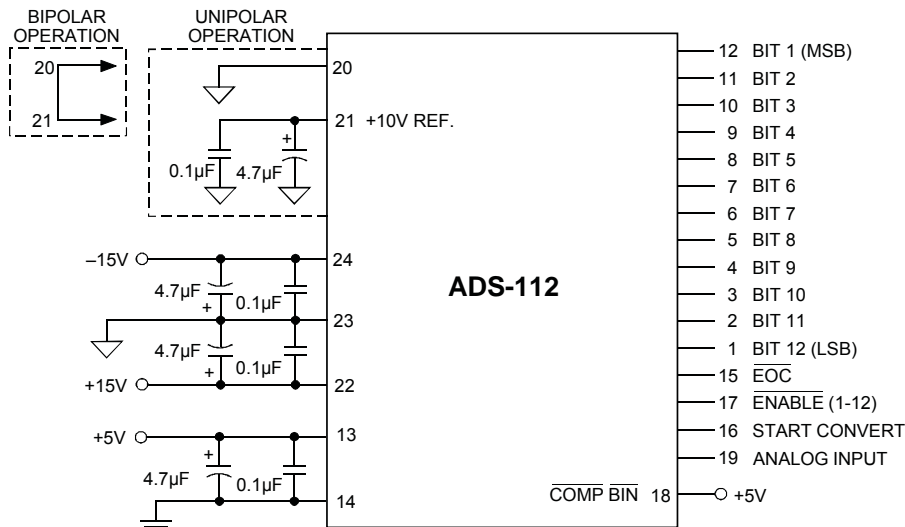 BIPOLAR
OPERATION
20
21
UNIPOLAR
OPERATION
20
21 +10V REF.
+
0.1µF
4.7µF
–15V
24
4.7µF
+
0.1µF
23
4.7µF
+
0.1µF
+15V
22
+5V
13
+
4.7µF
0.1µF
14
ADS-112
12 BIT 1 (MSB)
11 BIT 2
10 BIT 3
9 BIT 4
8 BIT 5
7 BIT 6
6 BIT 7
5 BIT 8
4 BIT 9
3 BIT 10
2 BIT 11
1 BIT 12 (LSB)
15 EOC
17 ENABLE (1-12)
16 START CONVERT
19 ANALOG INPUT
COMP BIN 18 +5V